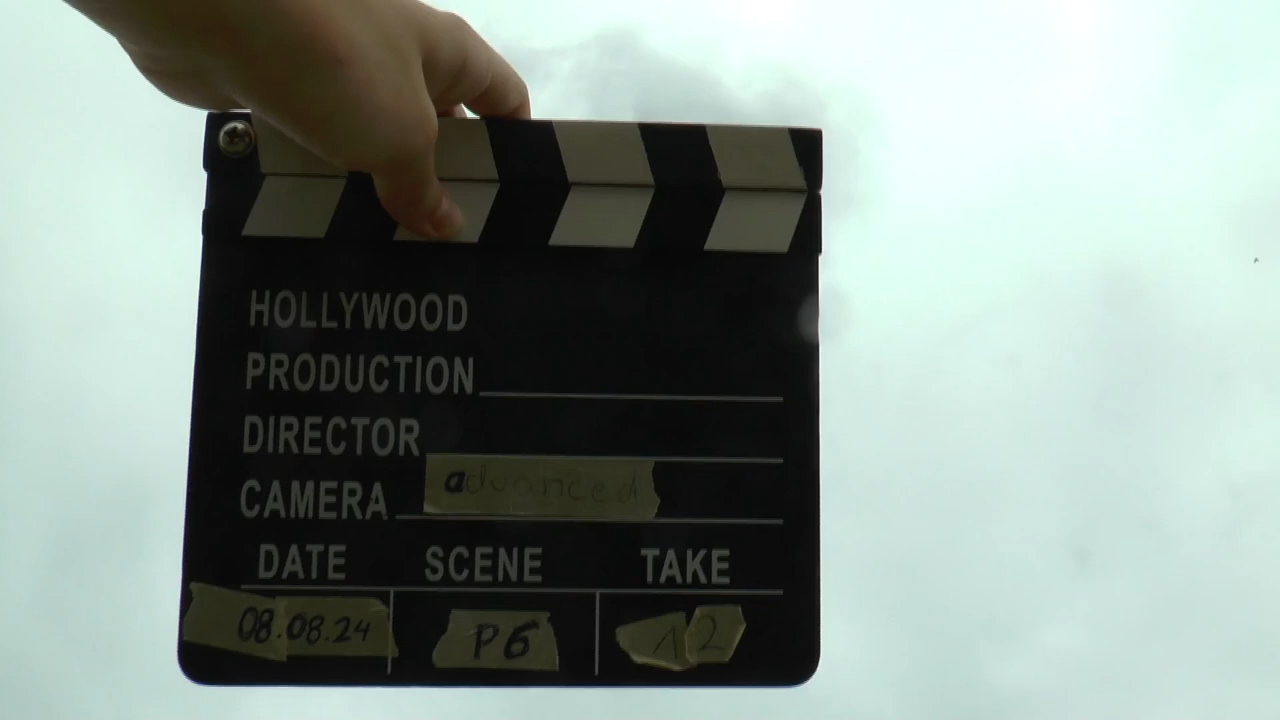 HOLLYWOOD
PRODUCTION
DIRECTOR
CAMERA advanced
DATE SCENE TAKE
08.08.24 P6 12